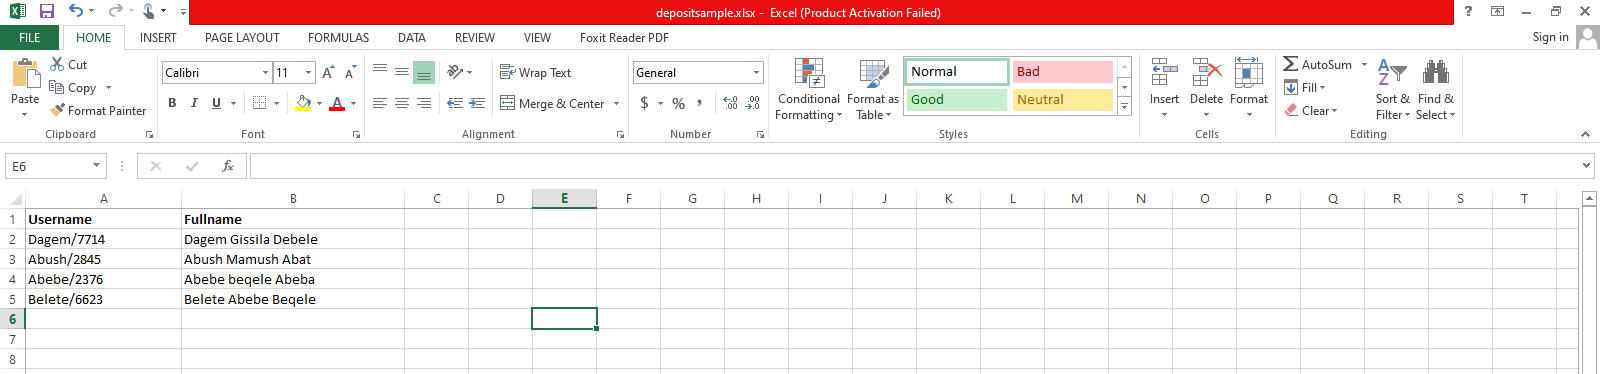 depositsample.xlsx - Excel (Product Activation Failed)
?
FILE HOME INSERT PAGE LAYOUT FORMULAS DATA REVIEW VIEW Foxit Reader PDF Sign in
Paste
Cut
Copy
Format Painter
Clipboard
Calibri 11
A A
B I U A
Font
Wrap Text
Merge & Center
Alignment
General
$ % ,
.0 .00
.00 .0
Number
Conditional Formatting
Format as Table
Normal Bad
Good Neutral
Styles
Insert Delete Format
Cells
AutoSum
Fill
Clear
Sort & Filter
Find & Select
Editing
E6 fx
A B C D E F G H I J K L M N O P Q R S T
1 Username Fullname
2 Dagem/7714 Dagem Gissila Debele
3 Abush/2845 Abush Mamush Abat
4 Abebe/2376 Abebe beqele Abeba
5 Belete/6623 Belete Abebe Beqele
6
7
8